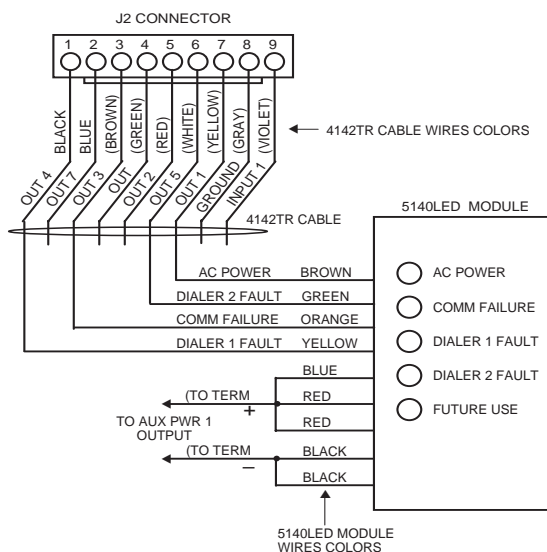 J2 CONNECTOR
1 2 3 4 5 6 7 8 9
BLACK
BLUE
(BROWN)
(GREEN)
(RED)
(WHITE)
(YELLOW)
(GRAY)
(VIOLET)
4142TR CABLE WIRES COLORS
OUT 4
OUT 7
OUT 3
OUT
OUT 2
OUT 5
OUT 1
GROUND
INPUT 1
4142TR CABLE
5140LED MODULE
AC POWER BROWN
DIALER 2 FAULT GREEN
COMM FAILURE ORANGE
DIALER 1 FAULT YELLOW
AC POWER
COMM FAILURE
DIALER 1 FAULT
DIALER 2 FAULT
FUTURE USE
BLUE
(TO TERM RED
+
TO AUX PWR 1
OUTPUT
RED
(TO TERM BLACK
–
BLACK
5140LED MODULE
WIRES COLORS